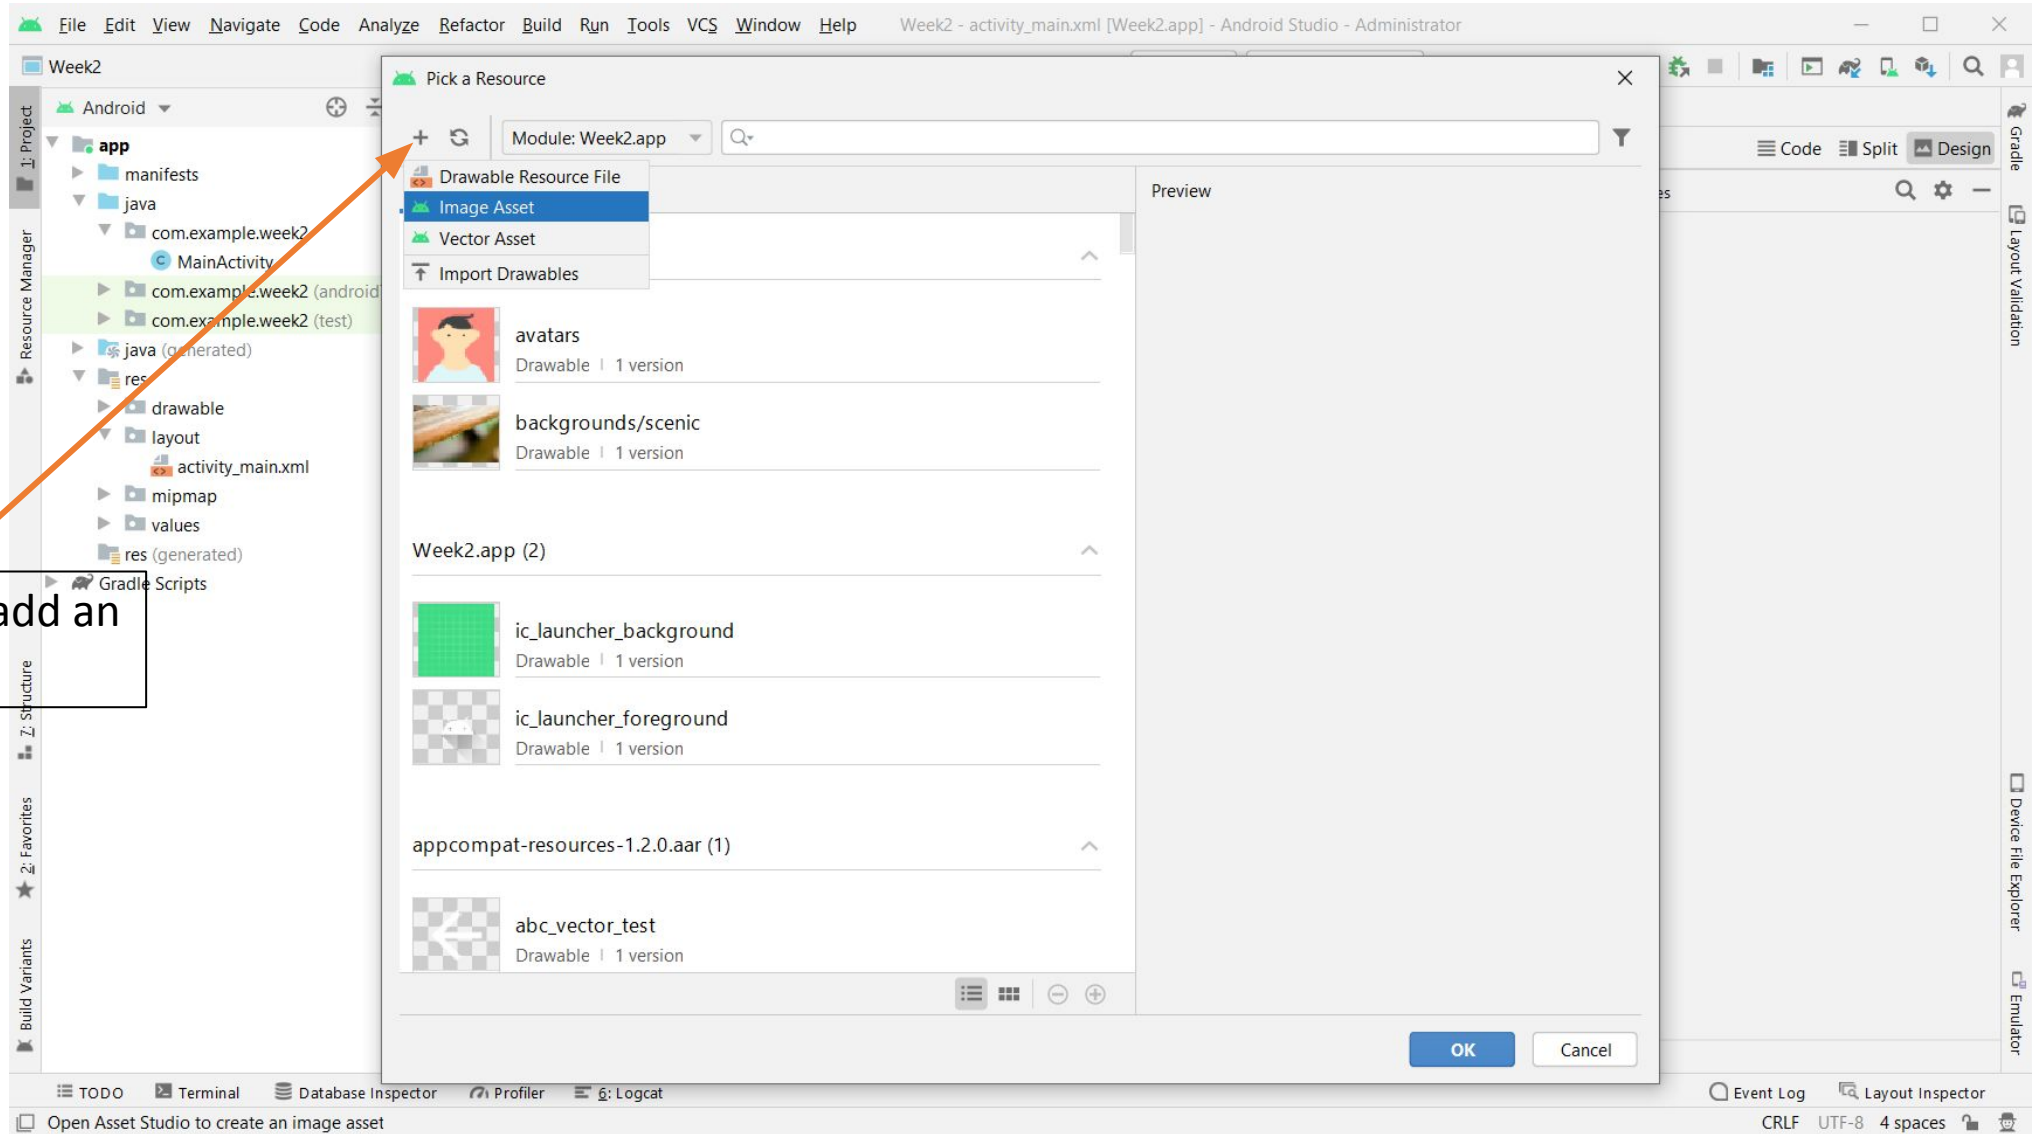 File Edit View Navigate Code Analyze Refactor Build Run Tools VCS Window Help Week2 - activity_main.xml [Week2.app] - Android Studio - Administrator
Week2
Pick a Resource
1: Project
Resource Manager
7: Structure
2: Favorites
Build Variants
Android
app
manifests
java
com.example.week2
MainActivity
com.example.week2 (android
com.example.week2 (test)
java (generated)
res
drawable
layout
activity_main.xml
mipmap
values
res (generated)
Gradle Scripts
add an
Module: Week2.app
Drawable Resource File
Image Asset
Vector Asset
Import Drawables
avatars
Drawable | 1 version
backgrounds/scenic
Drawable | 1 version
Week2.app (2)
ic_launcher_background
Drawable | 1 version
ic_launcher_foreground
Drawable | 1 version
appcompat-resources-1.2.0.aar (1)
abc_vector_test
Drawable | 1 version
Preview
OK Cancel
Code Split Design
es
Gradle
Layout Validation
Device File Explorer
Emulator
TODO Terminal Database Inspector Profiler 6: Logcat Event Log Layout Inspector
Open Asset Studio to create an image asset CRLF UTF-8 4 spaces